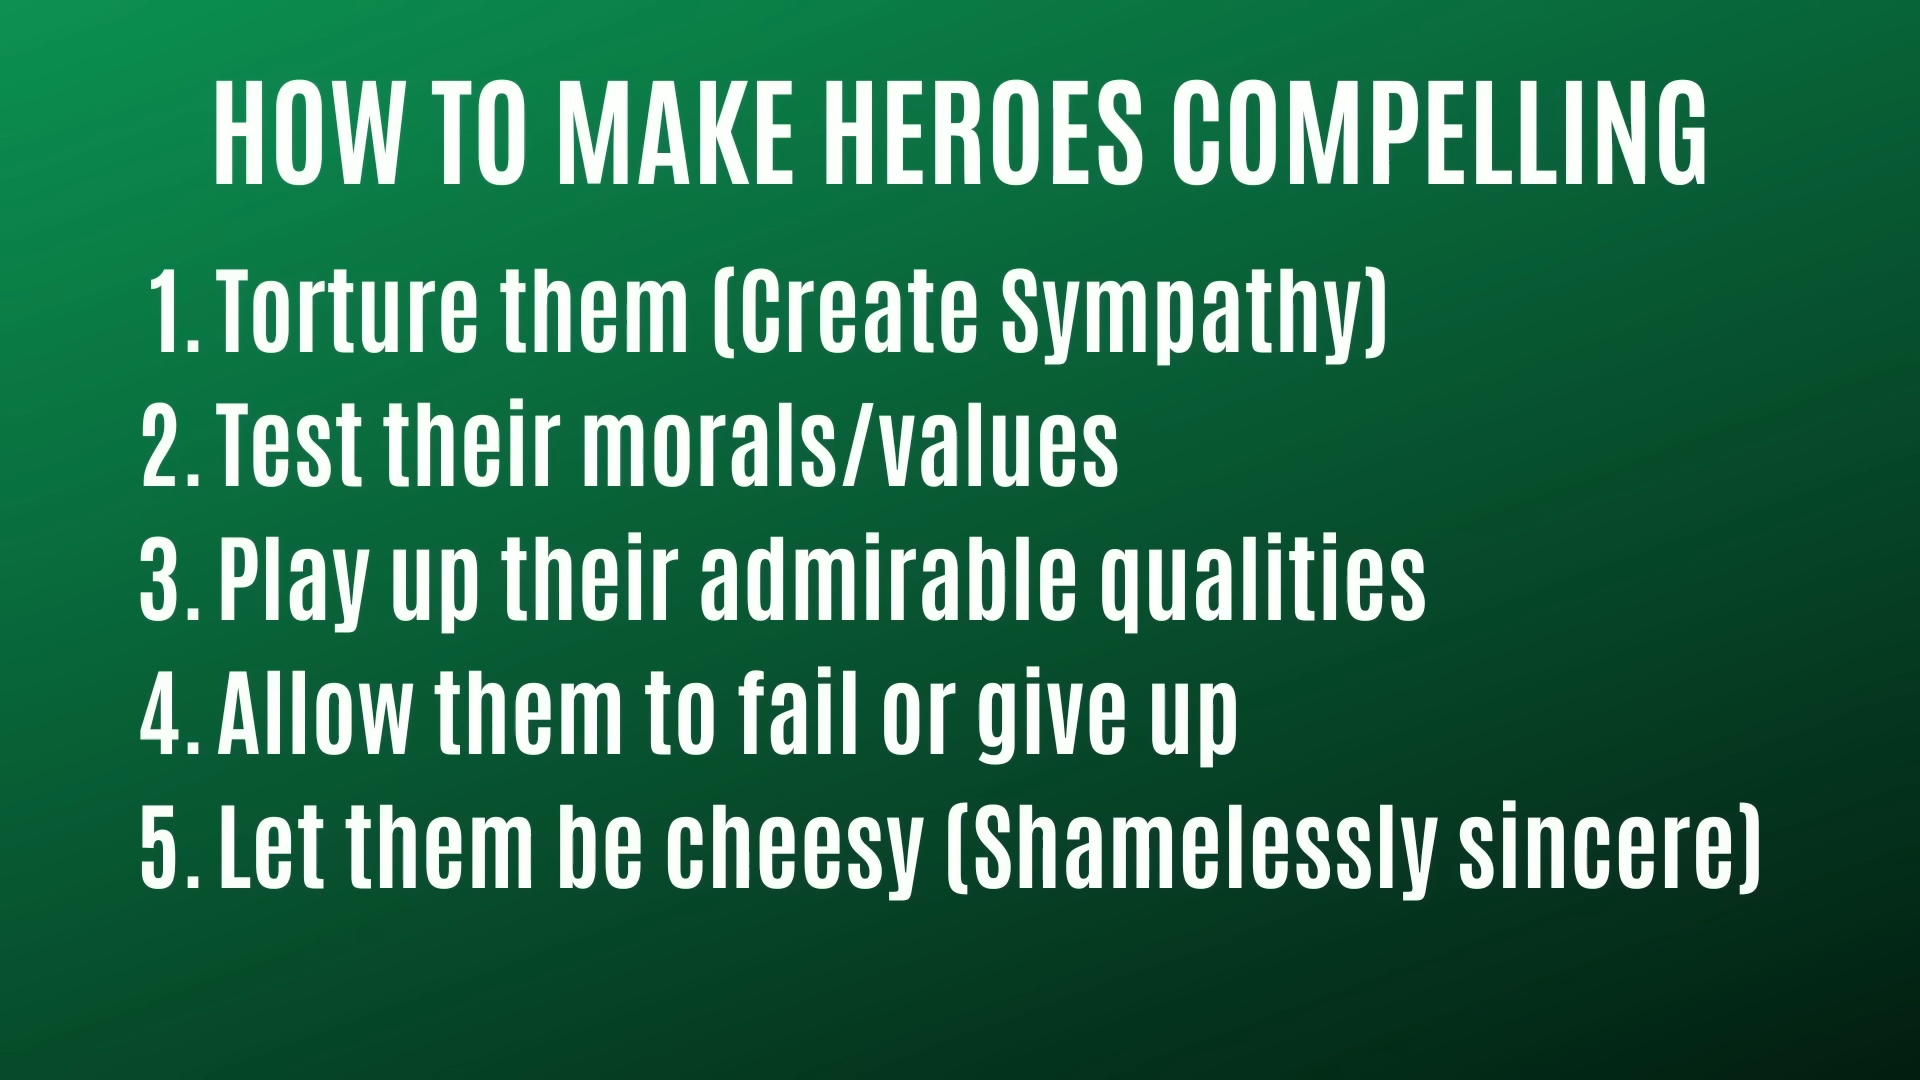 HOW TO MAKE HEROES COMPELLING
1. Torture them (Create Sympathy)
2. Test their morals/values
3. Play up their admirable qualities
4. Allow them to fail or give up
5. Let them be cheesy (Shamelessly sincere)